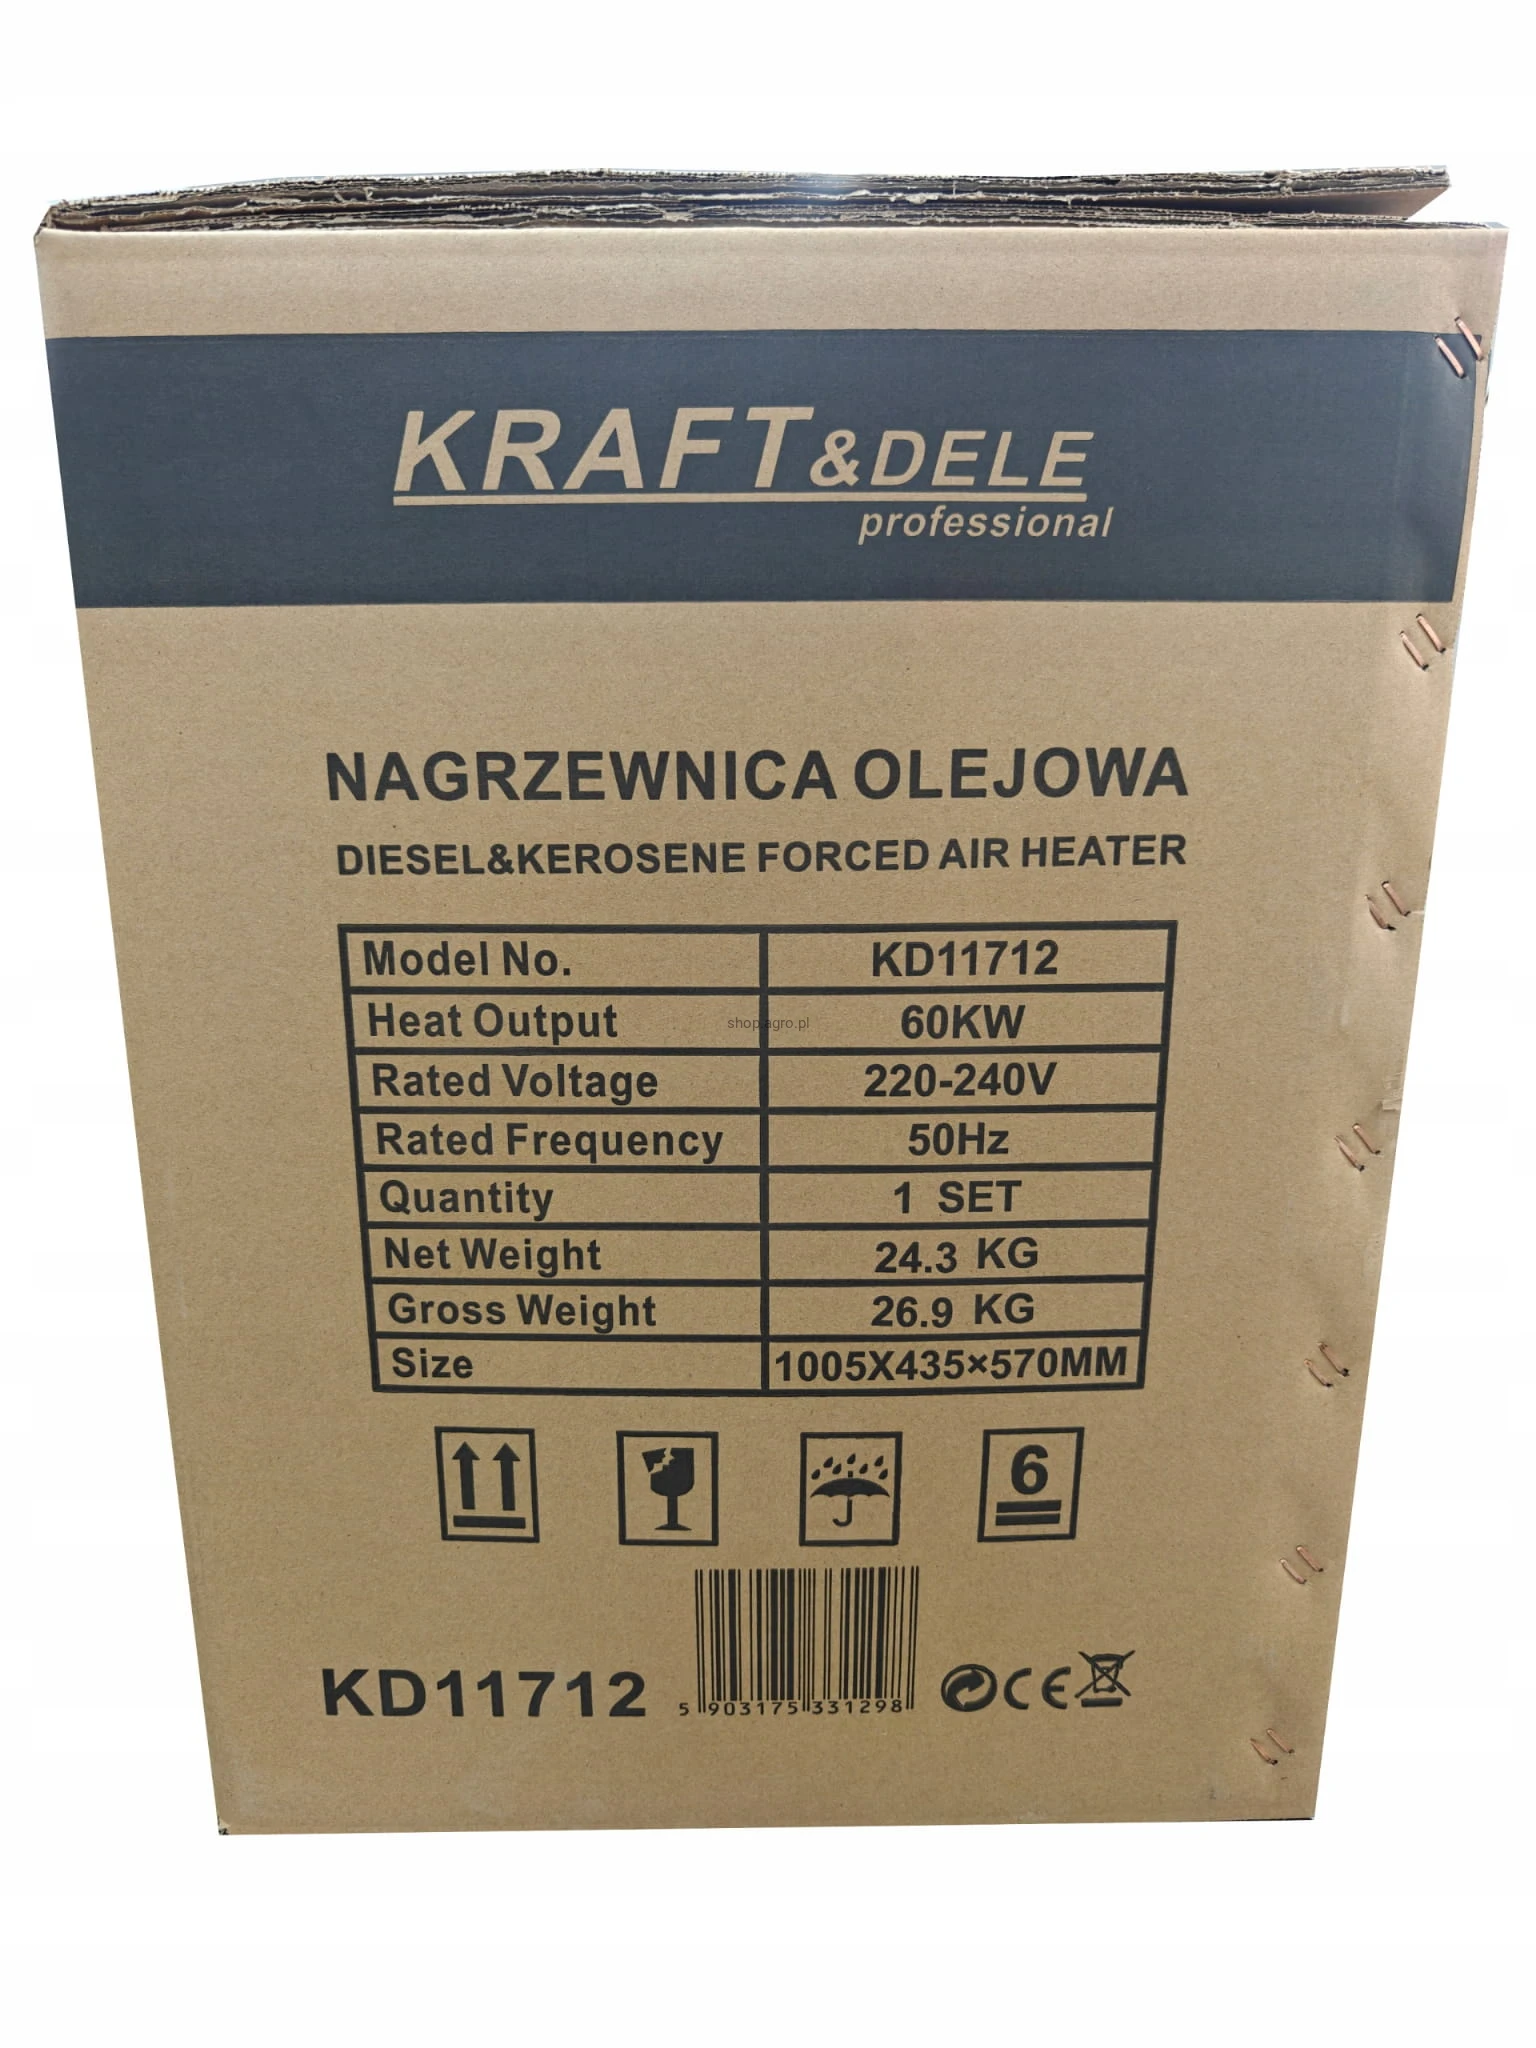 KRAFT&DELE
professional
NAGRZEWNICA OLEJOWA
DIESEL&KEROSENE FORCED AIR HEATER
Model No. KD11712
Heat Output 60KW
shop.agro.pl
Rated Voltage 220-240V
Rated Frequency 50Hz
Quantity 1 SET
Net Weight 24.3 KG
Gross Weight 26.9 KG
Size 1005X435×570MM
6
KD11712
5 903175 331298
CE